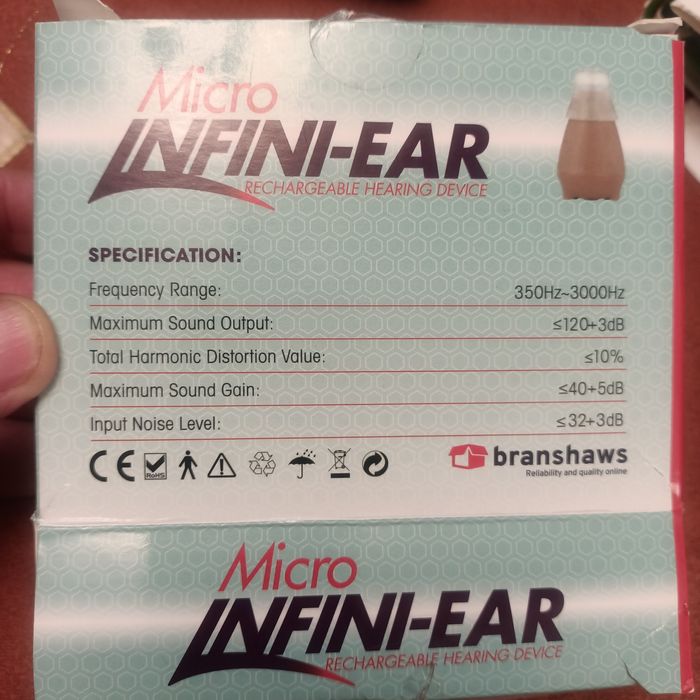 Micro
INFINI-EAR
RECHARGEABLE HEARING DEVICE
SPECIFICATION:
Frequency Range: 350Hz~3000Hz
Maximum Sound Output: ≤120+3dB
Total Harmonic Distortion Value: ≤10%
Maximum Sound Gain: ≤40+5dB
Input Noise Level: ≤32+3dB
CE RoHS branshaws
Reliability and quality online
Micro
INFINI-EAR
RECHARGEABLE HEARING DEVICE